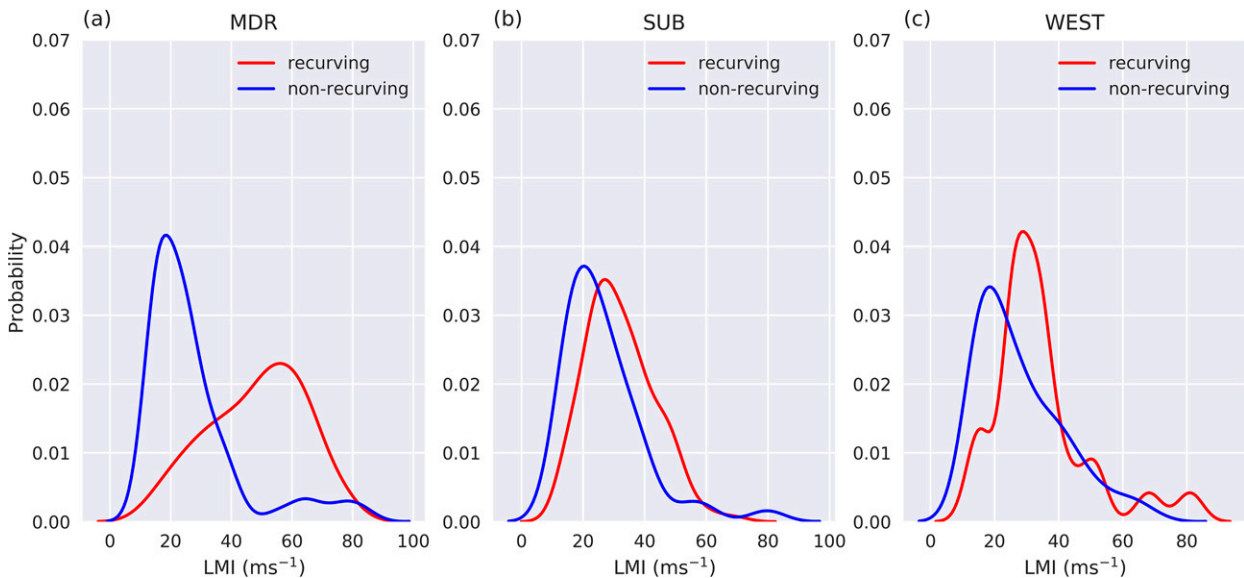 (a) MDR
0.07
0.06
0.05
0.04
0.03
0.02
0.01
0.00
Probability
recurving
non-recurving
0 20 40 60 80 100
LMI (ms⁻¹)
(b) SUB
0.07
0.06
0.05
0.04
0.03
0.02
0.01
0.00
recurving
non-recurving
0 20 40 60 80 100
LMI (ms⁻¹)
(c) WEST
0.07
0.06
0.05
0.04
0.03
0.02
0.01
0.00
recurving
non-recurving
0 20 40 60 80
LMI (ms⁻¹)